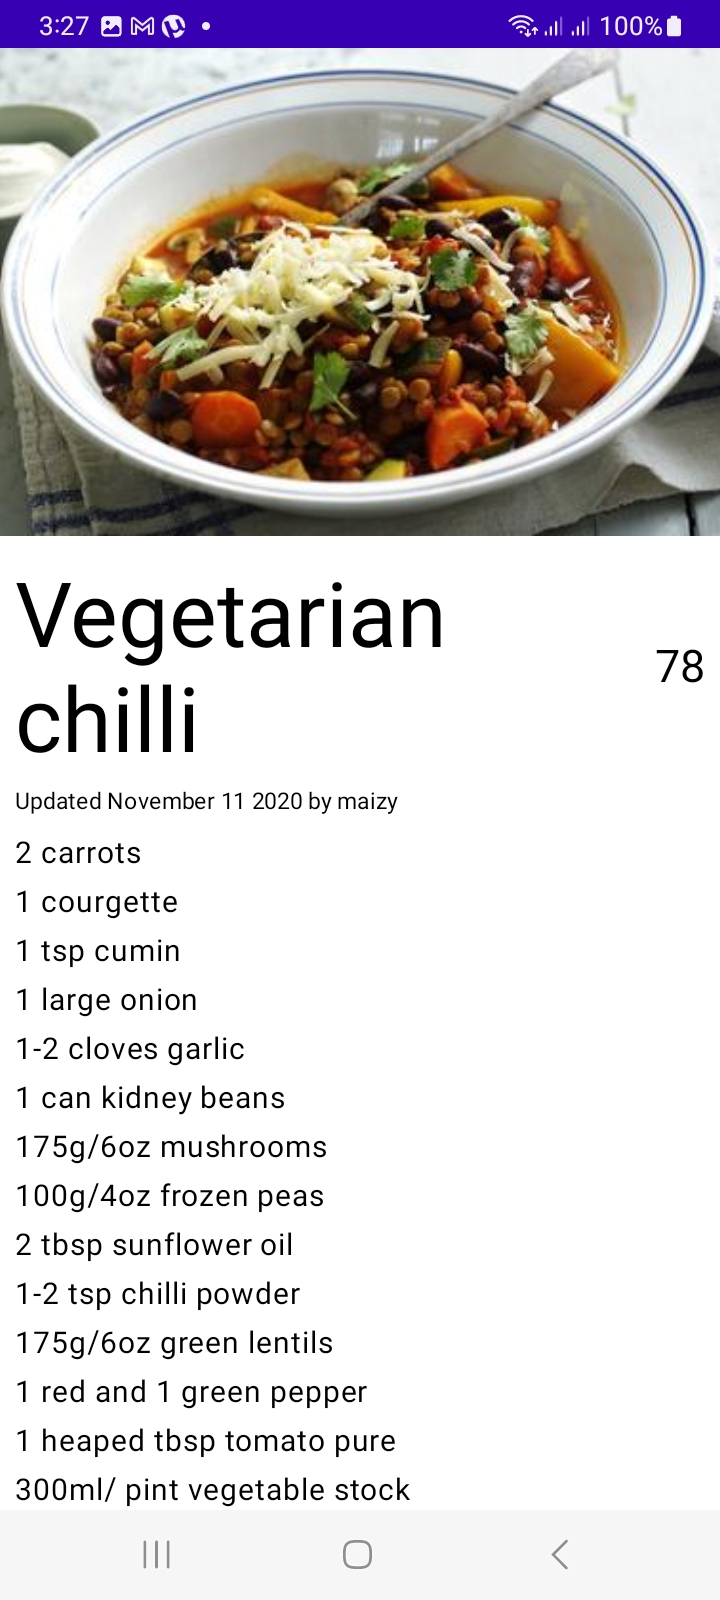 3:27
100%
Vegetarian
chilli
78
Updated November 11 2020 by maizy
2 carrots
1 courgette
1 tsp cumin
1 large onion
1-2 cloves garlic
1 can kidney beans
175g/6oz mushrooms
100g/4oz frozen peas
2 tbsp sunflower oil
1-2 tsp chilli powder
175g/6oz green lentils
1 red and 1 green pepper
1 heaped tbsp tomato pure
300ml/ pint vegetable stock